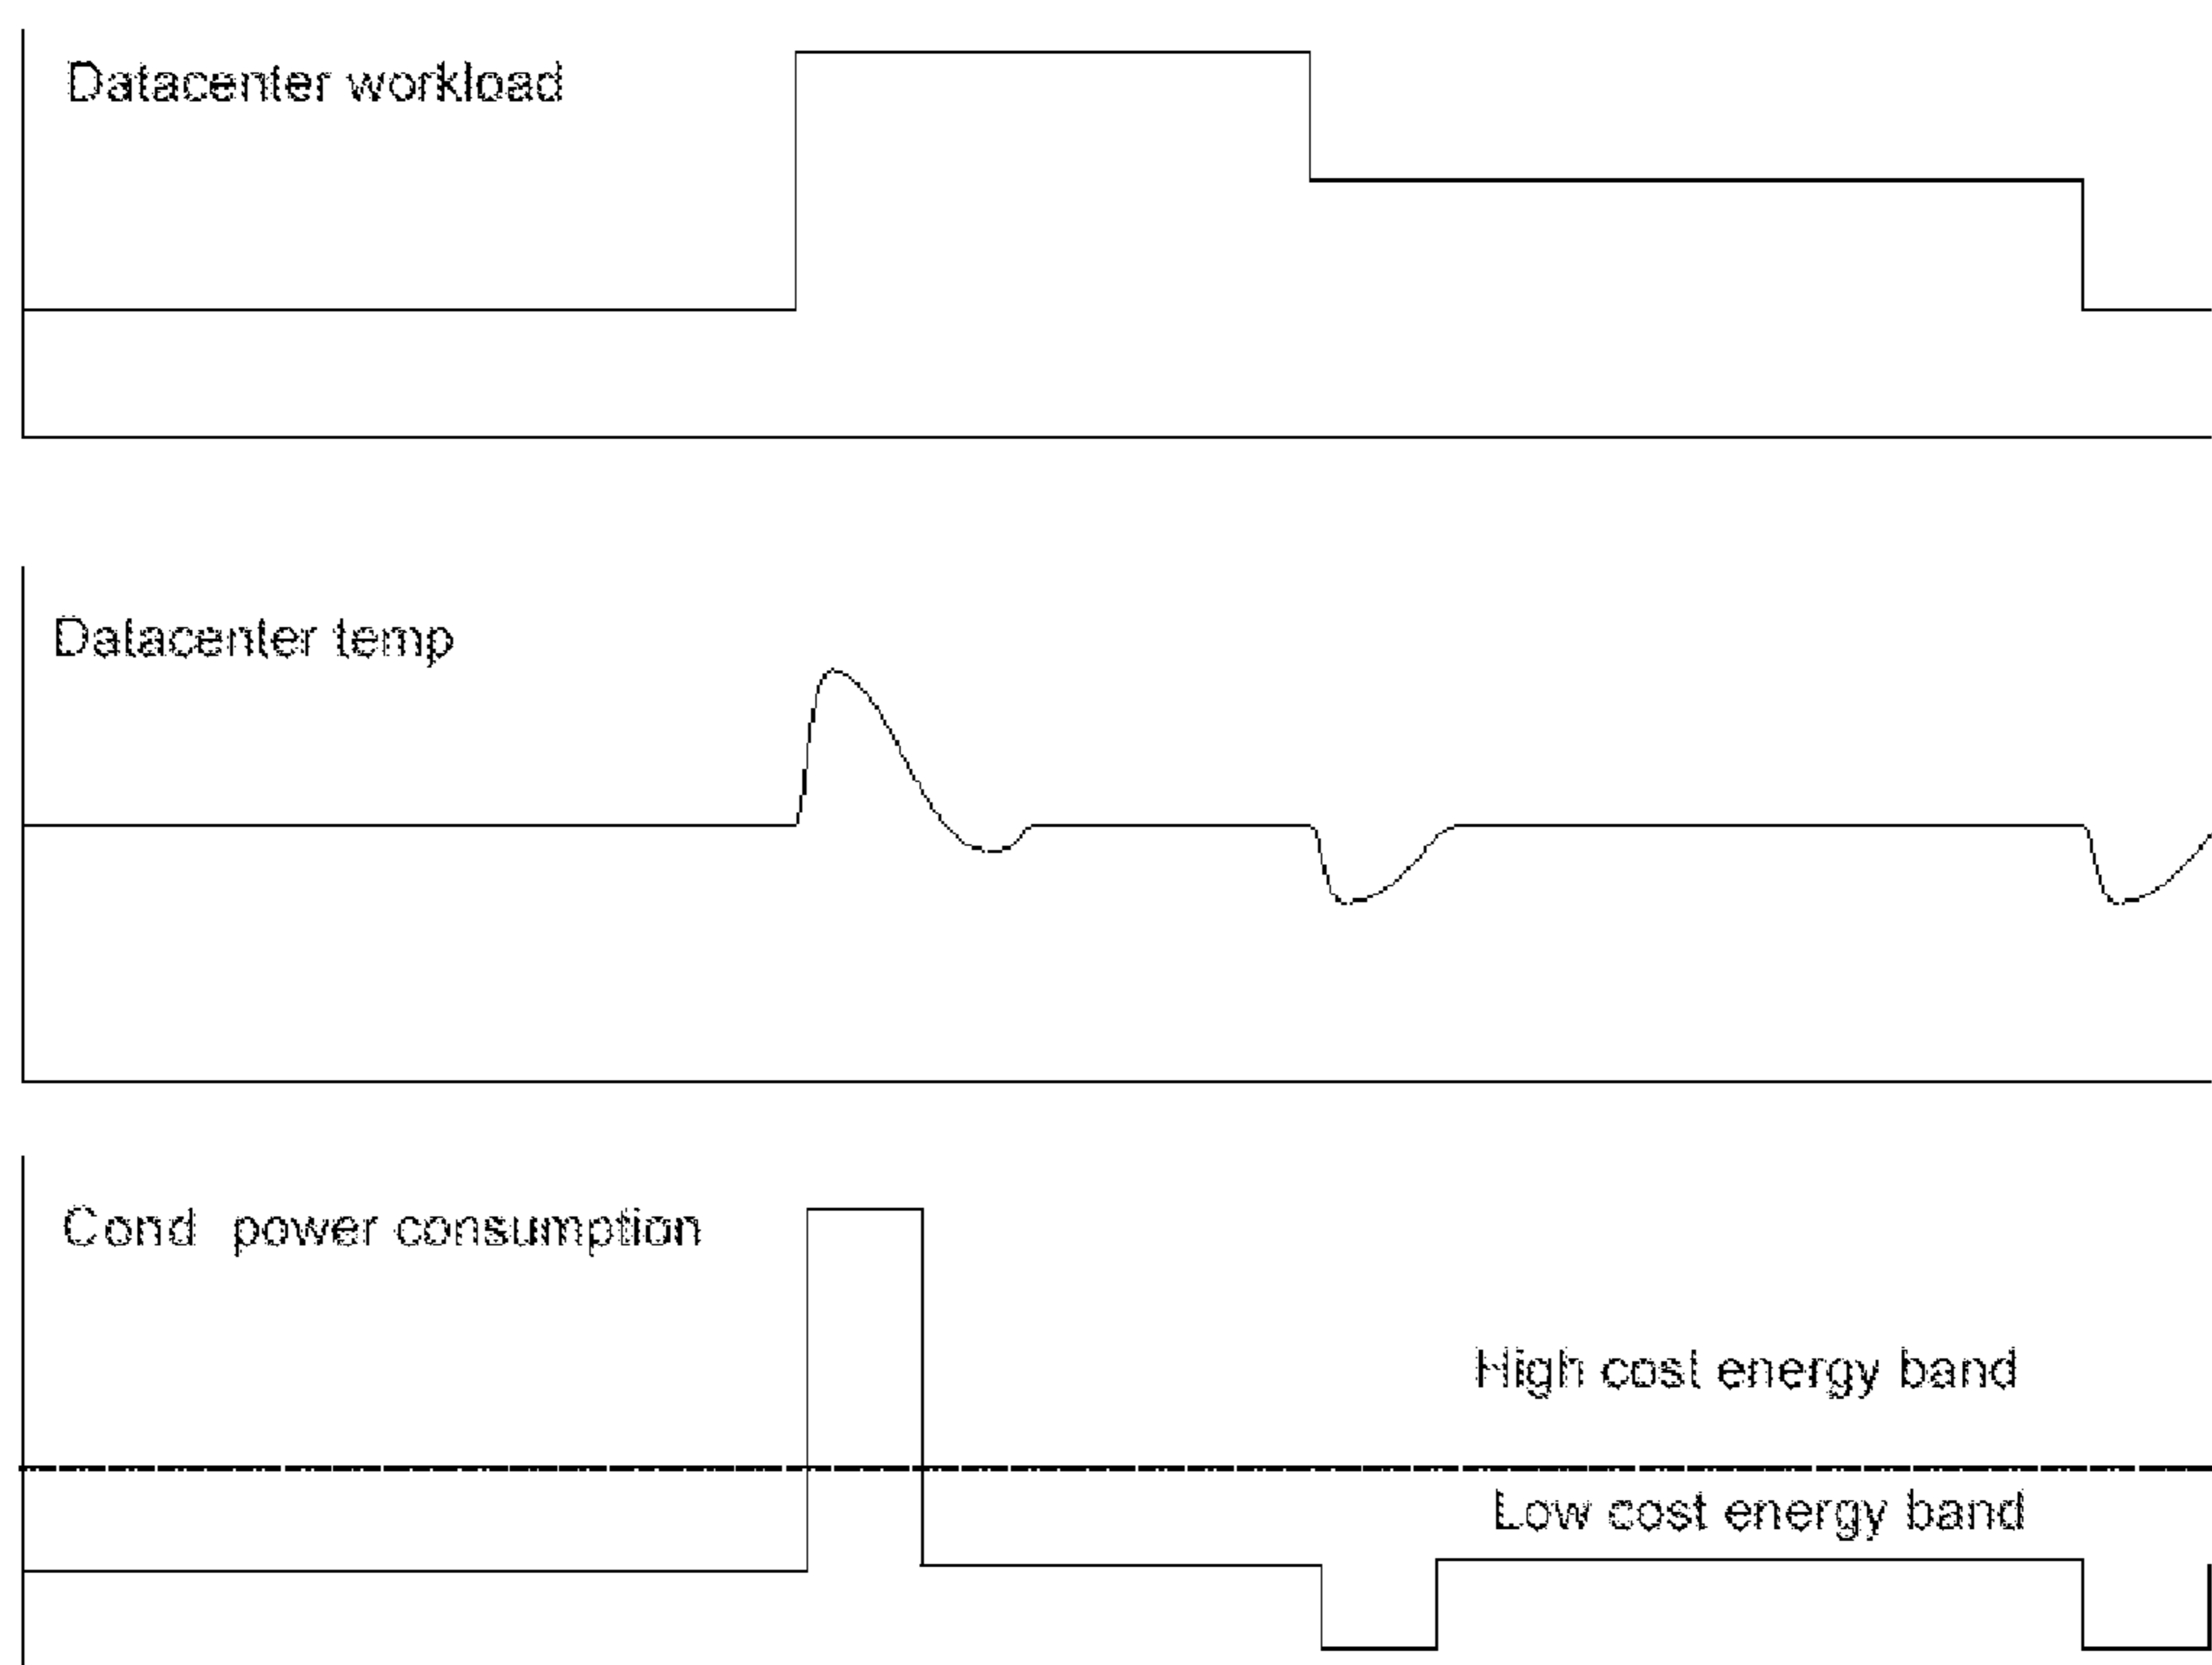 Datacenter workload
Datacenter temp
Cond power consumption
High cost energy band
Low cost energy band